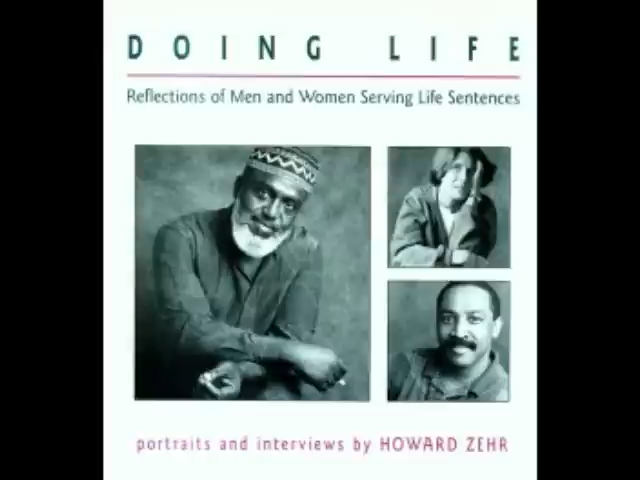 DOING LIFE
Reflections of Men and Women Serving Life Sentences
portraits and interviews by HOWARD ZEHR